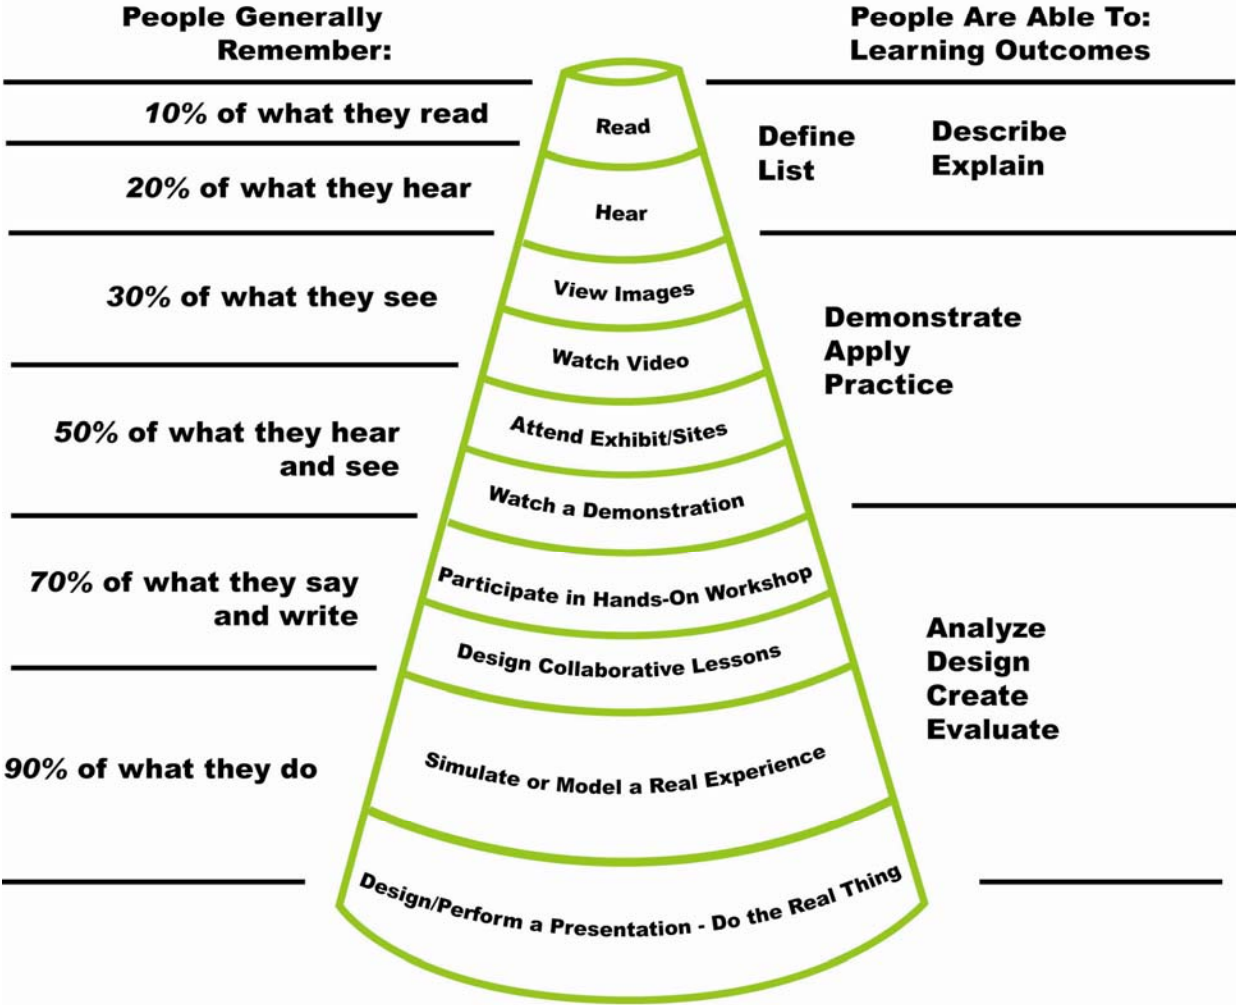 People Generally
Remember:
10% of what they read
20% of what they hear
30% of what they see
50% of what they hear
and see
70% of what they say
and write
90% of what they do
Read
Hear
View Images
Watch Video
Attend Exhibit/Sites
Watch a Demonstration
Participate in Hands-On Workshop
Design Collaborative Lessons
Simulate or Model a Real Experience
Design/Perform a Presentation - Do the Real Thing
People Are Able To:
Learning Outcomes
Define Describe
List Explain
Demonstrate
Apply
Practice
Analyze
Design
Create
Evaluate